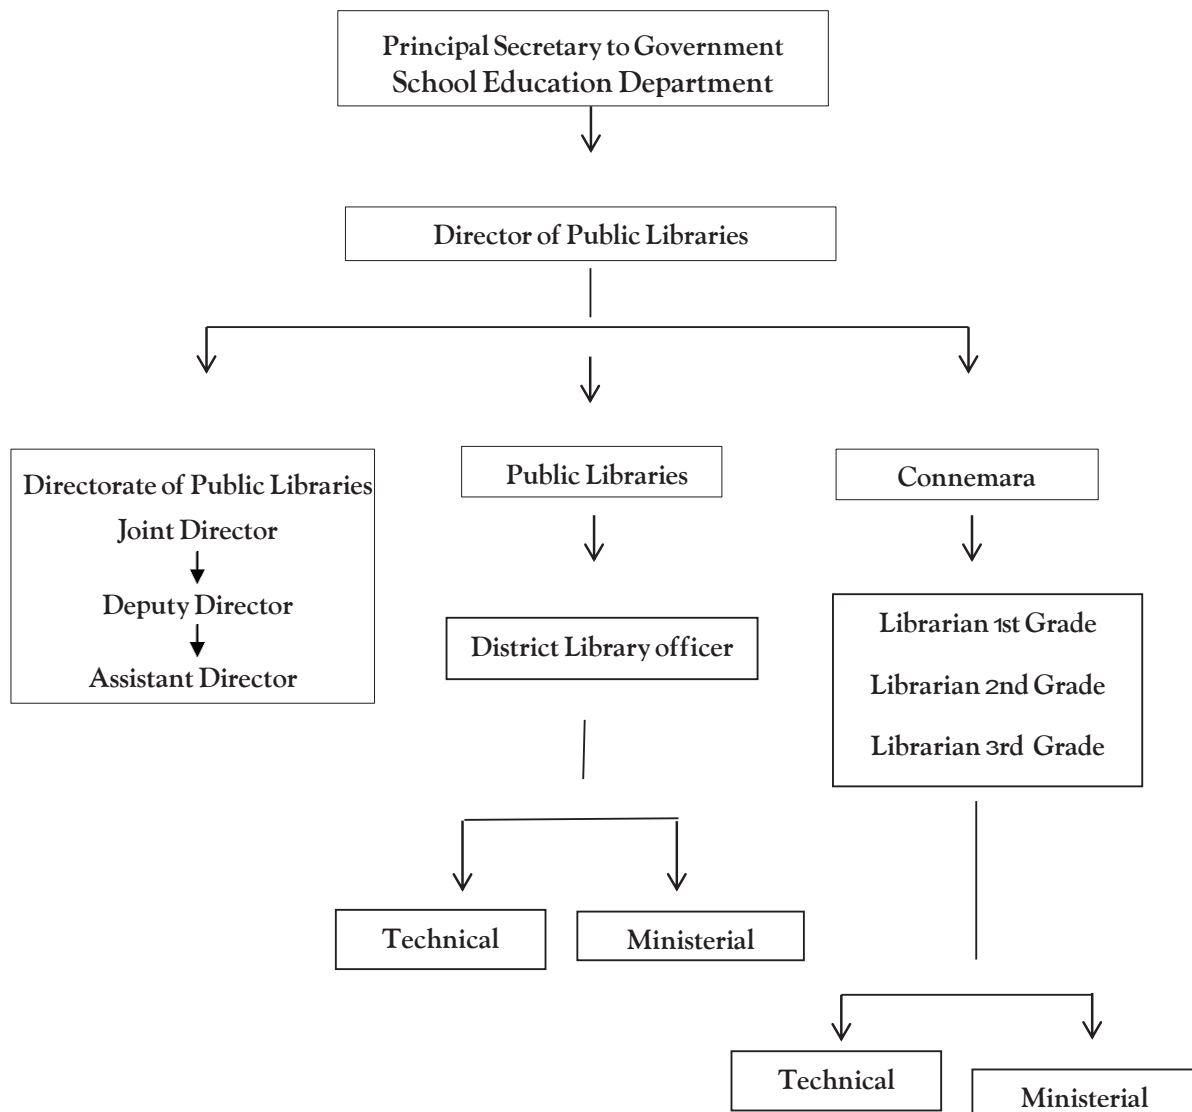 Principal Secretary to Government
School Education Department
Director of Public Libraries
Directorate of Public Libraries
Joint Director
Deputy Director
Assistant Director
Public Libraries
District Library officer
Technical
Ministerial
Connemara
Librarian 1st Grade
Librarian 2nd Grade
Librarian 3rd Grade
Technical
Ministerial